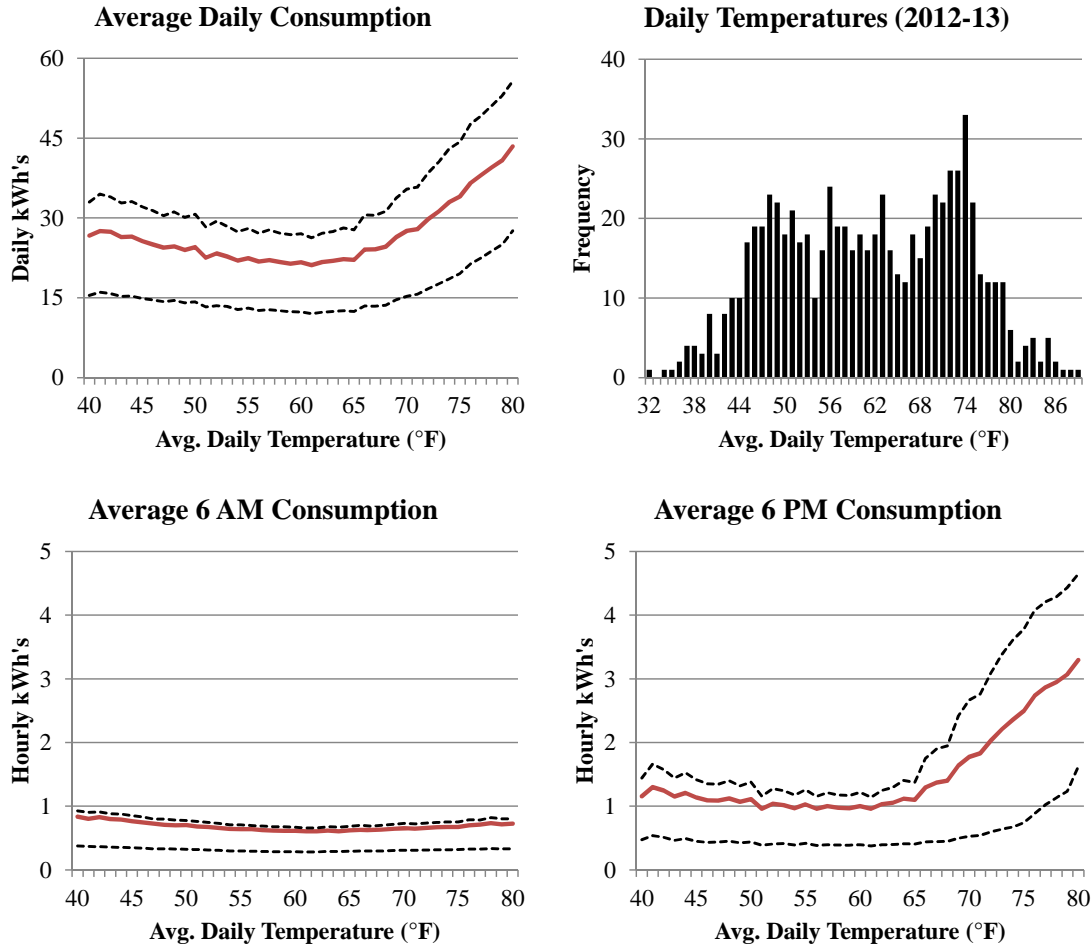 Average Daily Consumption
60
45
30
15
0
Daily kWh's
40 45 50 55 60 65 70 75 80
Avg. Daily Temperature (°F)
Daily Temperatures (2012-13)
40
30
20
10
0
Frequency
32 38 44 50 56 62 68 74 80 86
Avg. Daily Temperature (°F)
Average 6 AM Consumption
5
4
3
2
1
0
Hourly kWh's
40 45 50 55 60 65 70 75 80
Avg. Daily Temperature (°F)
Average 6 PM Consumption
5
4
3
2
1
0
Hourly kWh's
40 45 50 55 60 65 70 75 80
Avg. Daily Temperature (°F)